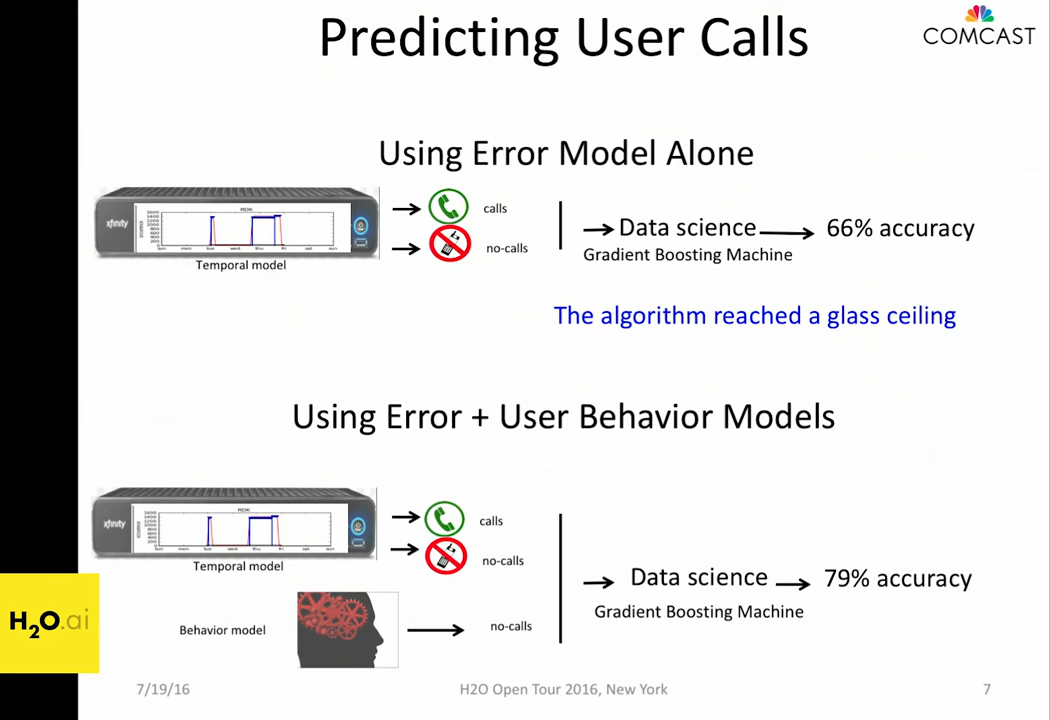 Predicting User Calls
COMCAST
Using Error Model Alone
xfinity
calls
no-calls
Temporal model
Data science
Gradient Boosting Machine
66% accuracy
The algorithm reached a glass ceiling
Using Error + User Behavior Models
xfinity
calls
no-calls
Temporal model
Behavior model
no-calls
Data science
Gradient Boosting Machine
79% accuracy
H2O.ai
7/19/16
H2O Open Tour 2016, New York
7